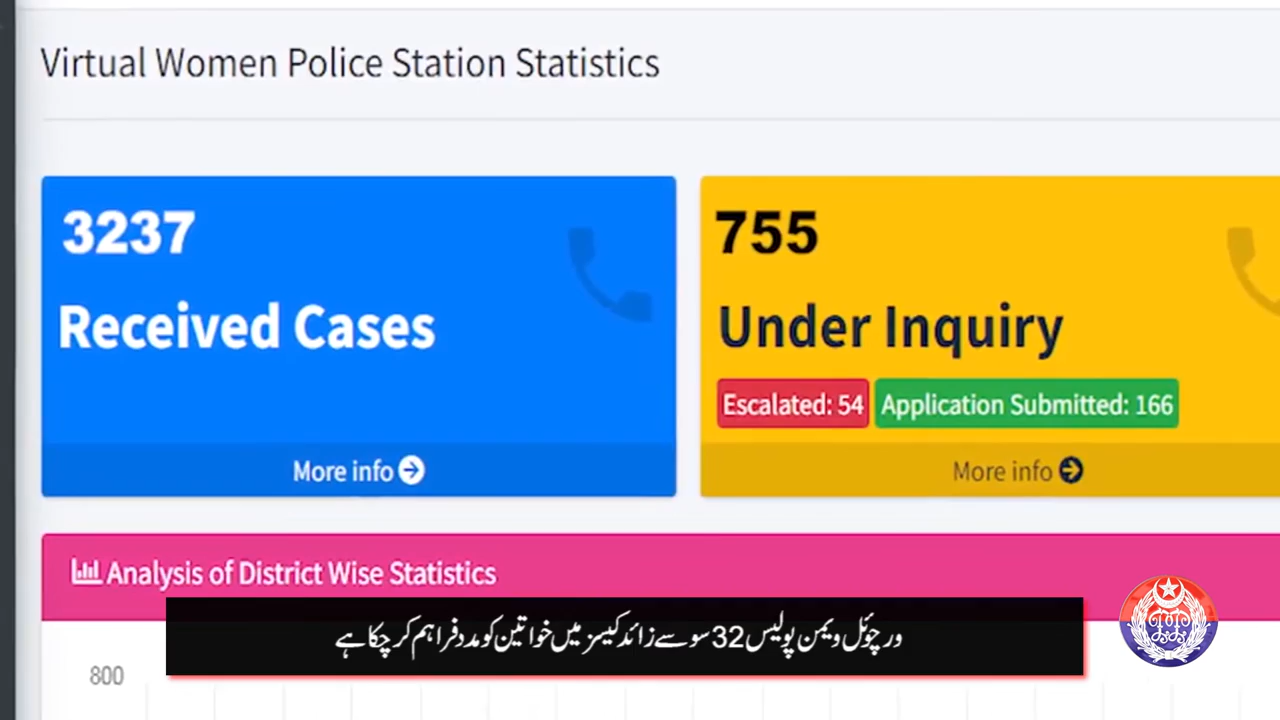 Virtual Women Police Station Statistics
3237
Received Cases
More info
755
Under Inquiry
Escalated: 54 Application Submitted: 166
More info
Analysis of District Wise Statistics
ورچوئل ویمن پولیس 32 سو سے زائد کیسز میں خواتین کو مدد فراہم کر چکا ہے
800